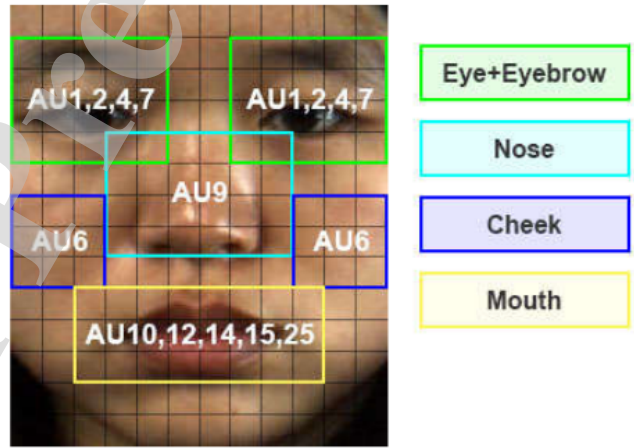 AU1,2,4,7 AU1,2,4,7
AU9
AU6 AU6
AU10,12,14,15,25
Eye+Eyebrow
Nose
Cheek
Mouth